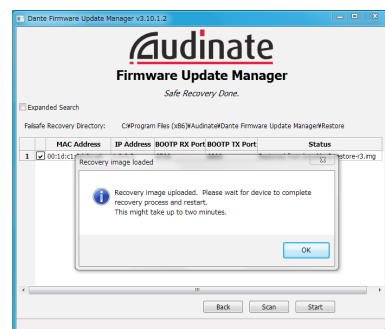 Dante Firmware Update Manager v3.10.1.2
Audinate
Firmware Update Manager
Safe Recovery Done.
Expanded Search
Failsafe Recovery Directory: C:¥Program Files (x86)¥Audinate¥Dante Firmware Update Manager¥Restore
MAC Address IP Address BOOTP RX Port BOOTP TX Port Status
1 00:1d:c1
Recovery image loaded
Recovery image uploaded. Please wait for device to complete
recovery process and restart.
This might take up to two minutes.
OK
Back Scan Start